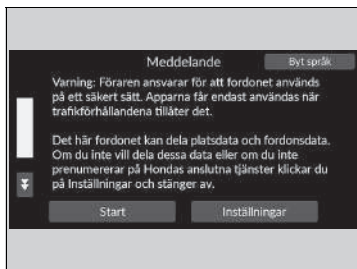 Meddelande
Byt språk
Varning: Föraren ansvarar för att fordonet används
på ett säkert sätt. Apparna får endast användas när
trafikförhållandena tillåter det.
Det här fordonet kan dela platsdata och fordonsdata.
Om du inte vill dela dessa data eller om du inte
prenumererar på Hondas anslutna tjänster klickar du
på Inställningar och stänger av.
Start
Inställningar